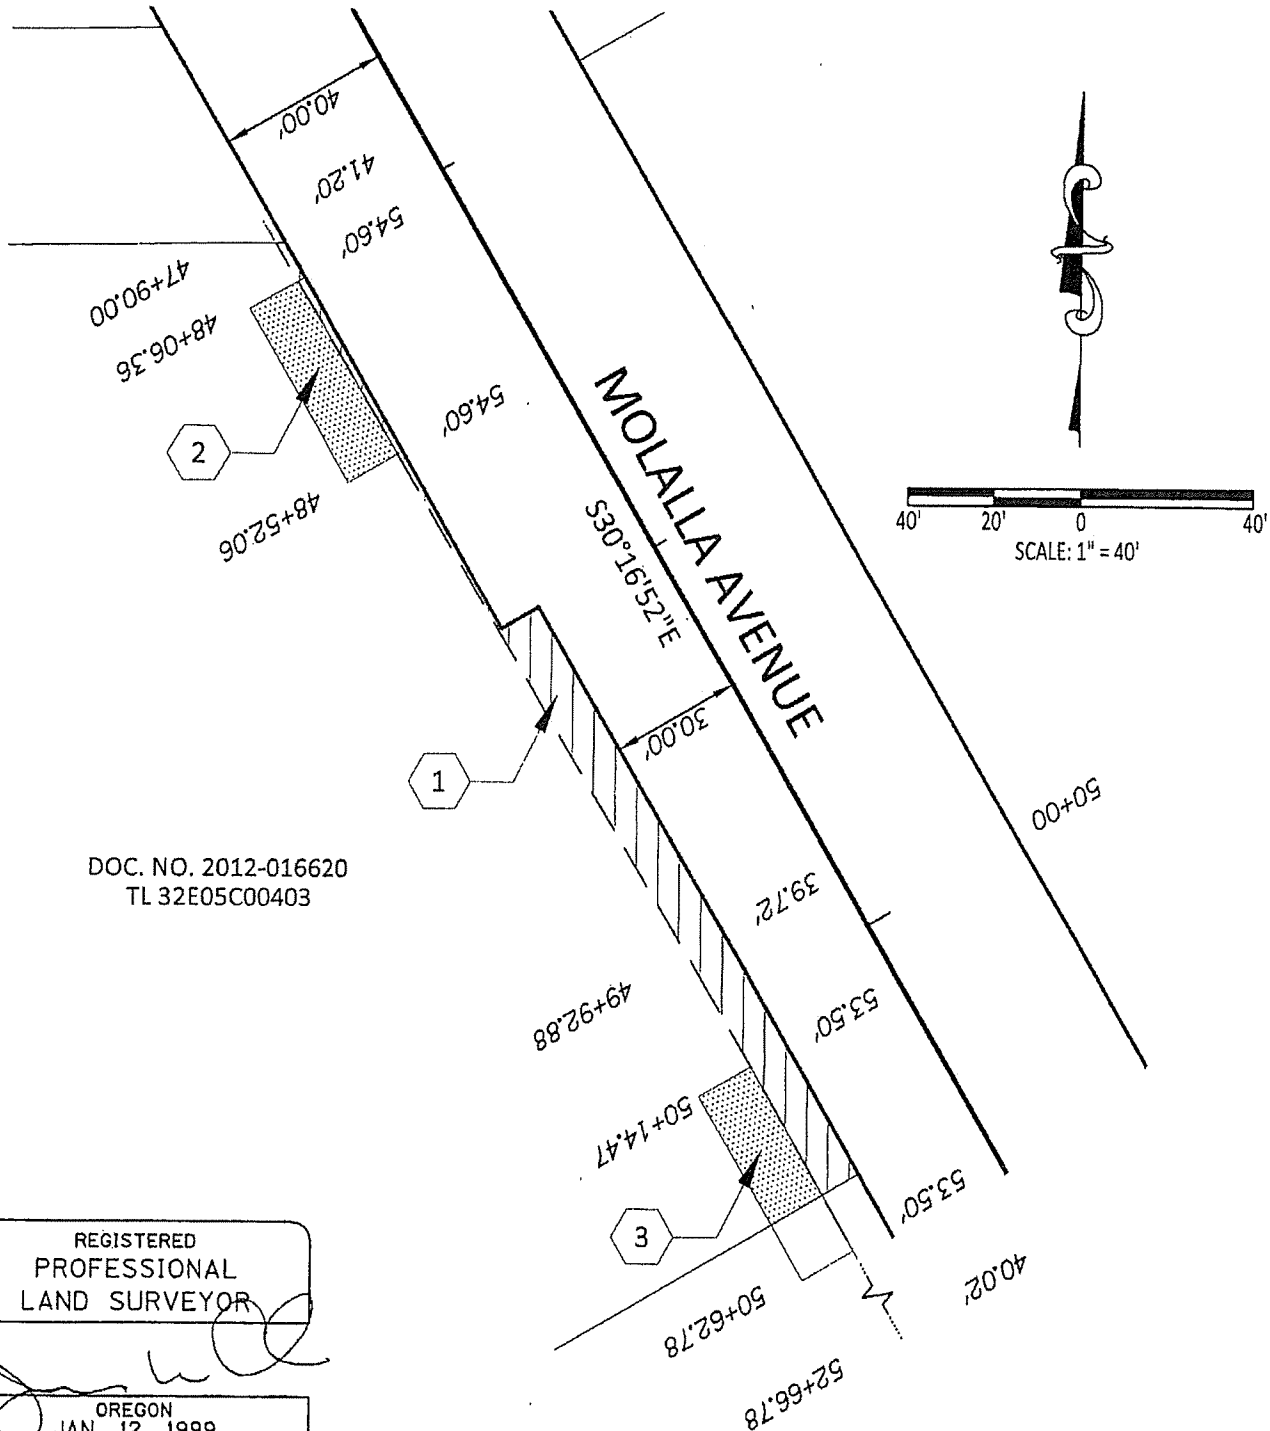 40.00'
41.20'
54.60'
47+90.00
48+06.36
54.60'
2
48+52.06
MOLALLA AVENUE
S30°16'52"E
40'
20'
0
40'
SCALE: 1" = 40'
30.00'
1
50+00
DOC. NO. 2012-016620
TL 32E05C00403
39.72'
49+92.88
53.50'
50+14.47
3
53.50'
40.02'
50+62.78
52+66.78
REGISTERED
PROFESSIONAL
LAND SURVEYOR
OREGON
JAN. 12, 1999